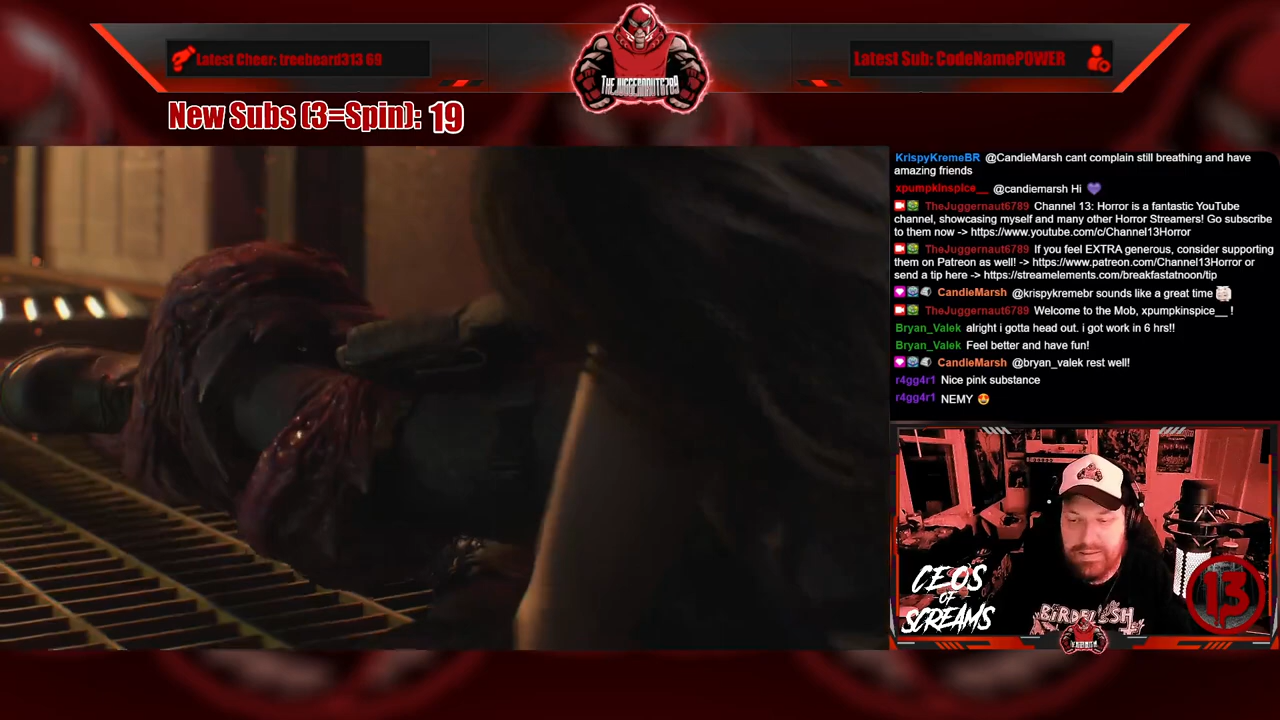 Latest Cheer: treebeard313 69
THEJUGGERNAUT6789
Latest Sub: CodeNamePOWER
New Subs (3=Spin): 19
KrispyKremeBR @CandieMarsh cant complain still breathing and have
amazing friends
xpumpkinspice__ @candiemarsh Hi 💜
TheJuggernaut6789 Channel 13: Horror is a fantastic YouTube
channel, showcasing myself and many other Horror Streamers! Go subscribe
to them now -> https://www.youtube.com/c/Channel13Horror
TheJuggernaut6789 If you feel EXTRA generous, consider supporting
them on Patreon as well! -> https://www.patreon.com/Channel13Horror or
send a tip here -> https://streamelements.com/breakfastatnoon/tip
CandieMarsh @krispykremebr sounds like a great time
TheJuggernaut6789 Welcome to the Mob, xpumpkinspice__ !
Bryan_Valek alright i gotta head out. i got work in 6 hrs!!
Bryan_Valek Feel better and have fun!
CandieMarsh @bryan_valek rest well!
r4gg4r1 Nice pink substance
r4gg4r1 NEMY 😍
CEOS
OF
SCREAMS
13